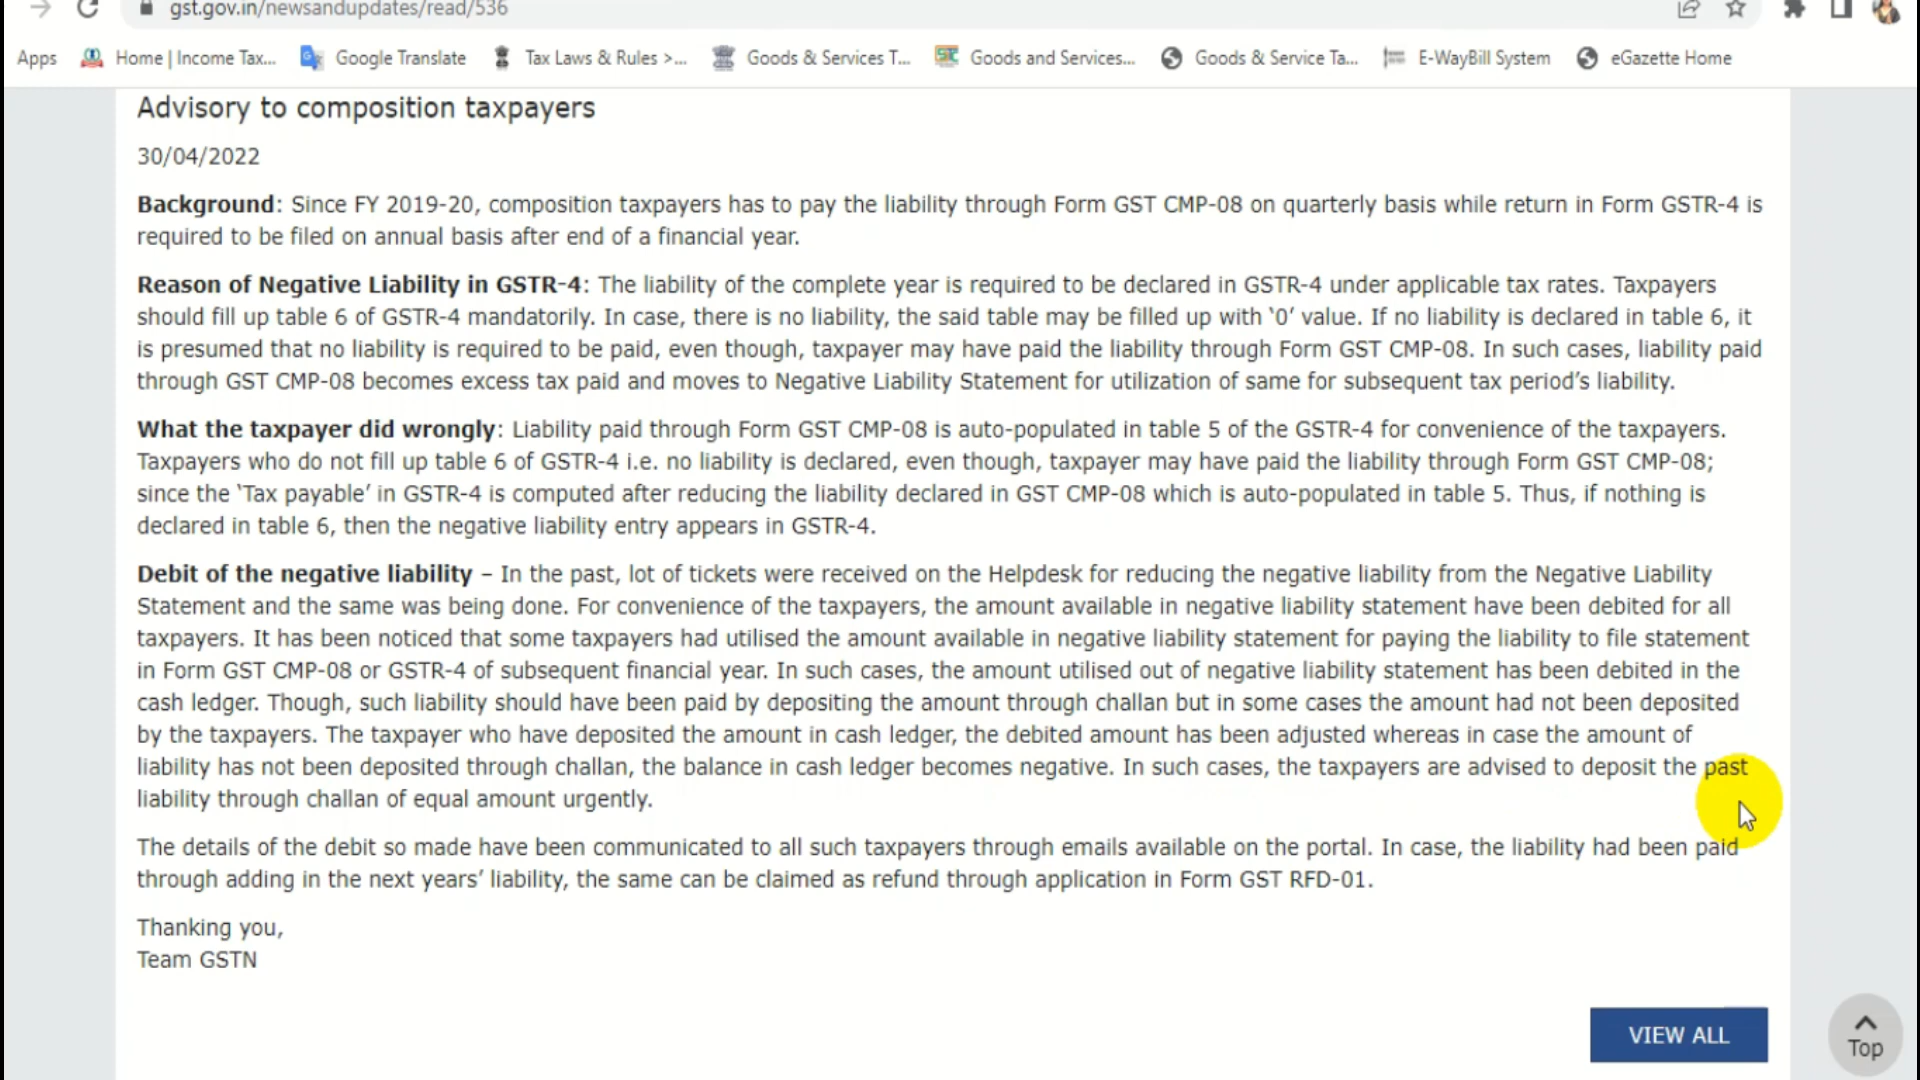 gst.gov.in/newsandupdates/read/536
Apps Home | Income Tax... Google Translate Tax Laws & Rules >... Goods & Services T... Goods and Services... Goods & Service Ta... E-WayBill System eGazette Home
Advisory to composition taxpayers
30/04/2022
Background: Since FY 2019-20, composition taxpayers has to pay the liability through Form GST CMP-08 on quarterly basis while return in Form GSTR-4 is
required to be filed on annual basis after end of a financial year.
Reason of Negative Liability in GSTR-4: The liability of the complete year is required to be declared in GSTR-4 under applicable tax rates. Taxpayers
should fill up table 6 of GSTR-4 mandatorily. In case, there is no liability, the said table may be filled up with ‘0’ value. If no liability is declared in table 6, it
is presumed that no liability is required to be paid, even though, taxpayer may have paid the liability through Form GST CMP-08. In such cases, liability paid
through GST CMP-08 becomes excess tax paid and moves to Negative Liability Statement for utilization of same for subsequent tax period’s liability.
What the taxpayer did wrongly: Liability paid through Form GST CMP-08 is auto-populated in table 5 of the GSTR-4 for convenience of the taxpayers.
Taxpayers who do not fill up table 6 of GSTR-4 i.e. no liability is declared, even though, taxpayer may have paid the liability through Form GST CMP-08;
since the ‘Tax payable’ in GSTR-4 is computed after reducing the liability declared in GST CMP-08 which is auto-populated in table 5. Thus, if nothing is
declared in table 6, then the negative liability entry appears in GSTR-4.
Debit of the negative liability – In the past, lot of tickets were received on the Helpdesk for reducing the negative liability from the Negative Liability
Statement and the same was being done. For convenience of the taxpayers, the amount available in negative liability statement have been debited for all
taxpayers. It has been noticed that some taxpayers had utilised the amount available in negative liability statement for paying the liability to file statement
in Form GST CMP-08 or GSTR-4 of subsequent financial year. In such cases, the amount utilised out of negative liability statement has been debited in the
cash ledger. Though, such liability should have been paid by depositing the amount through challan but in some cases the amount had not been deposited
by the taxpayers. The taxpayer who have deposited the amount in cash ledger, the debited amount has been adjusted whereas in case the amount of
liability has not been deposited through challan, the balance in cash ledger becomes negative. In such cases, the taxpayers are advised to deposit the past
liability through challan of equal amount urgently.
The details of the debit so made have been communicated to all such taxpayers through emails available on the portal. In case, the liability had been paid
through adding in the next years’ liability, the same can be claimed as refund through application in Form GST RFD-01.
Thanking you,
Team GSTN
VIEW ALL
Top